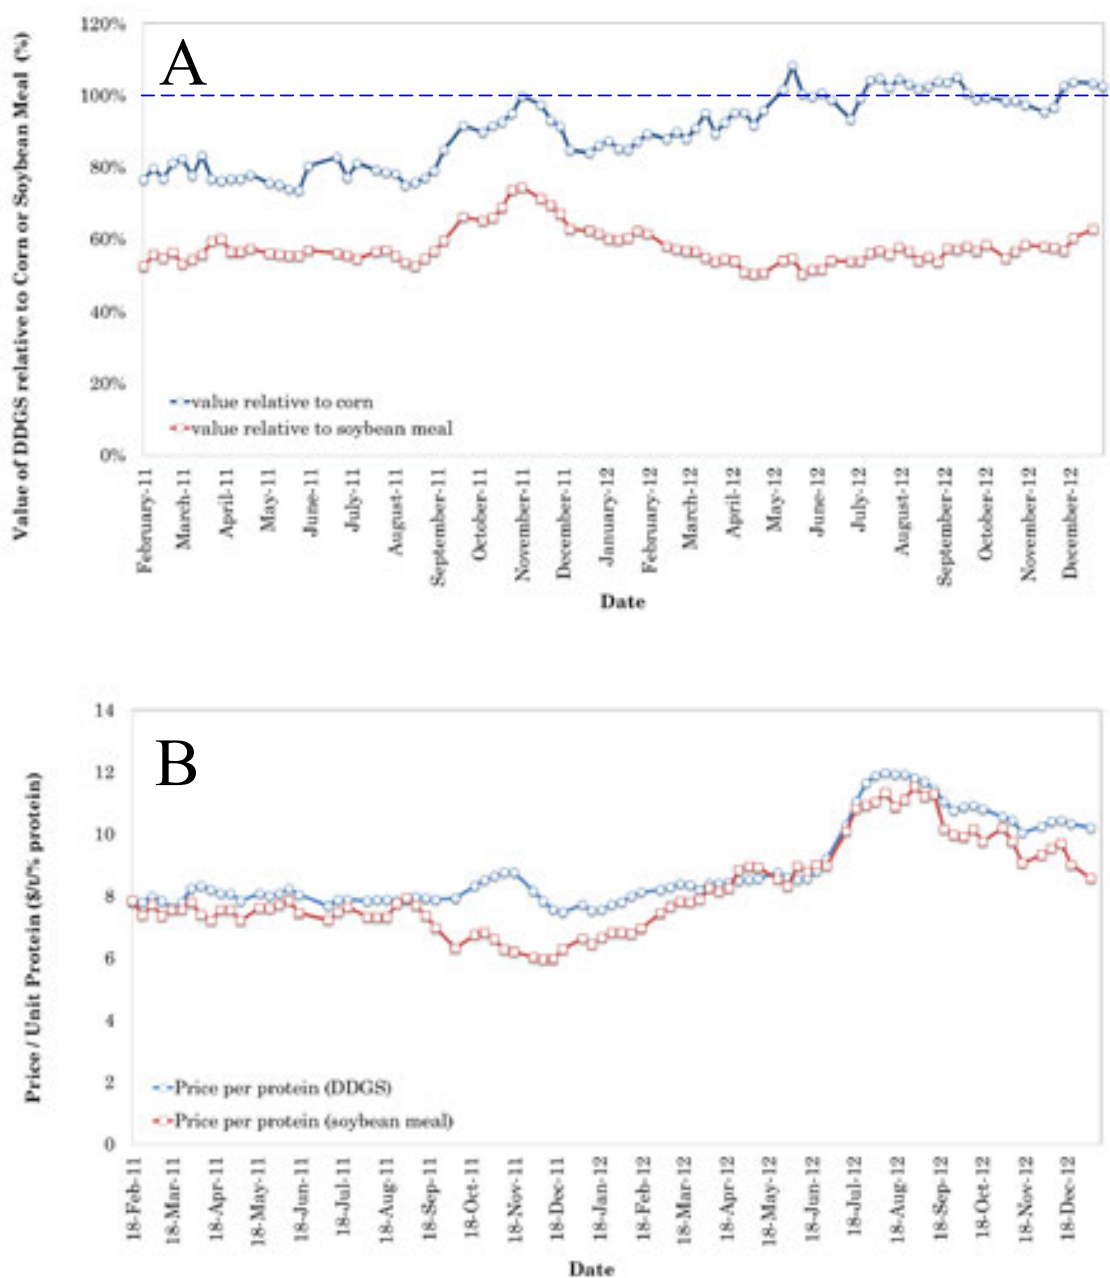 A
Value of DDGS relative to Corn or Soybean Meal (%)
120%
100%
80%
60%
40%
20%
0%
value relative to corn
value relative to soybean meal
February-11
March-11
April-11
May-11
June-11
July-11
August-11
September-11
October-11
November-11
December-11
January-12
February-12
March-12
April-12
May-12
June-12
July-12
August-12
September-12
October-12
November-12
December-12
Date
B
Price / Unit Protein ($/t/% protein)
14
12
10
8
6
4
2
0
Price per protein (DDGS)
Price per protein (soybean meal)
18-Feb-11
18-Mar-11
18-Apr-11
18-May-11
18-Jun-11
18-Jul-11
18-Aug-11
18-Sep-11
18-Oct-11
18-Nov-11
18-Dec-11
18-Jan-12
18-Feb-12
18-Mar-12
18-Apr-12
18-May-12
18-Jun-12
18-Jul-12
18-Aug-12
18-Sep-12
18-Oct-12
18-Nov-12
18-Dec-12
Date